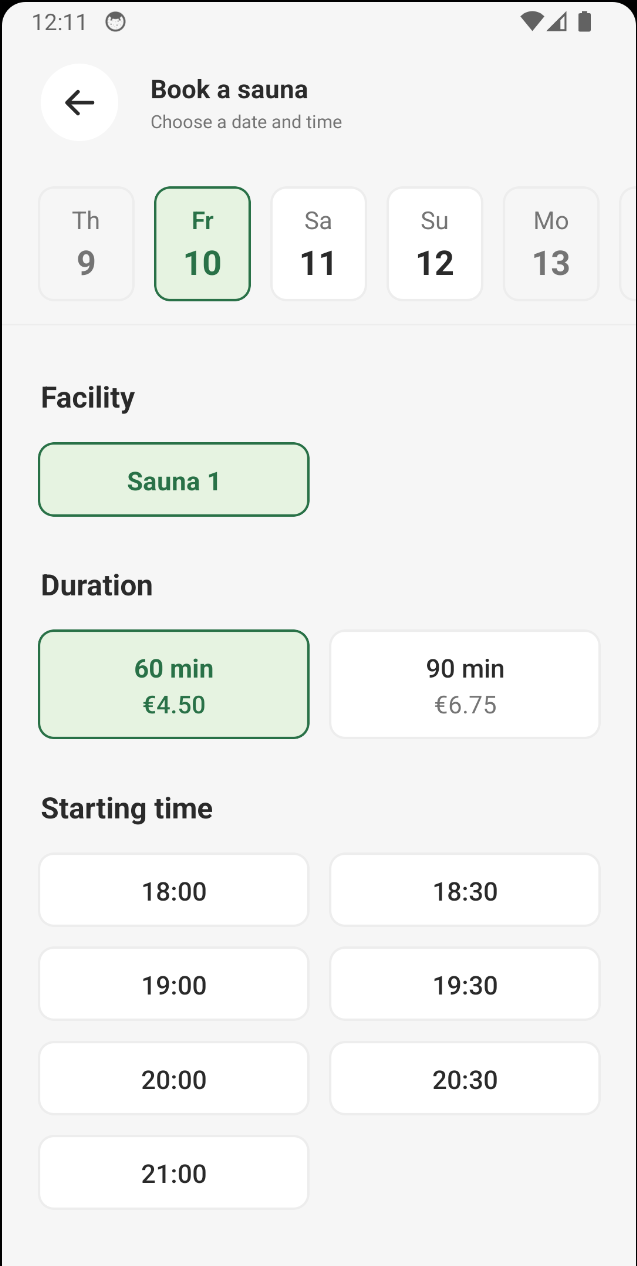 12:11
Book a sauna
Choose a date and time
Th Fr Sa Su Mo
9 10 11 12 13
Facility
Sauna 1
Duration
60 min 90 min
€4.50 €6.75
Starting time
18:00 18:30
19:00 19:30
20:00 20:30
21:00